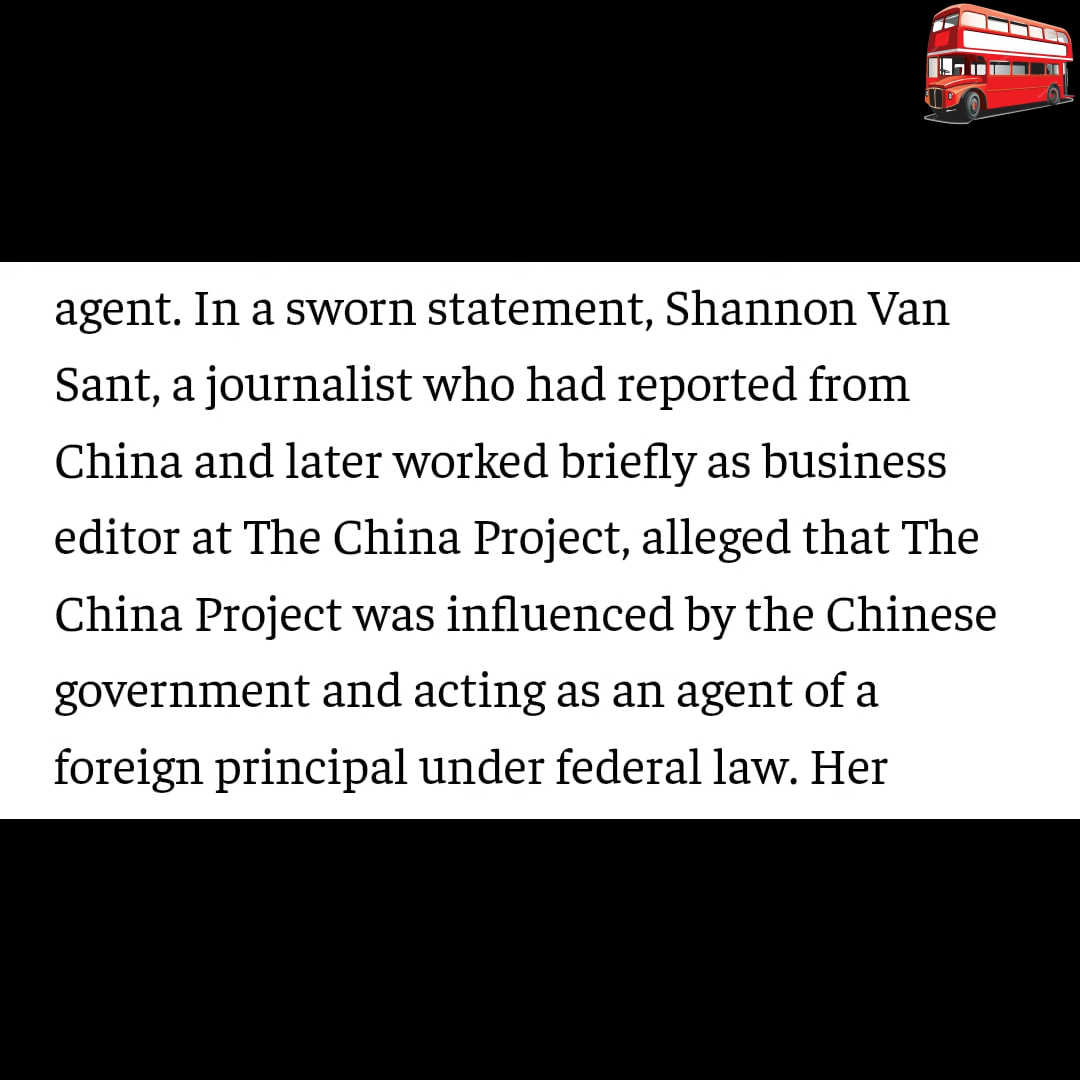 agent. In a sworn statement, Shannon Van
Sant, a journalist who had reported from
China and later worked briefly as business
editor at The China Project, alleged that The
China Project was influenced by the Chinese
government and acting as an agent of a
foreign principal under federal law. Her